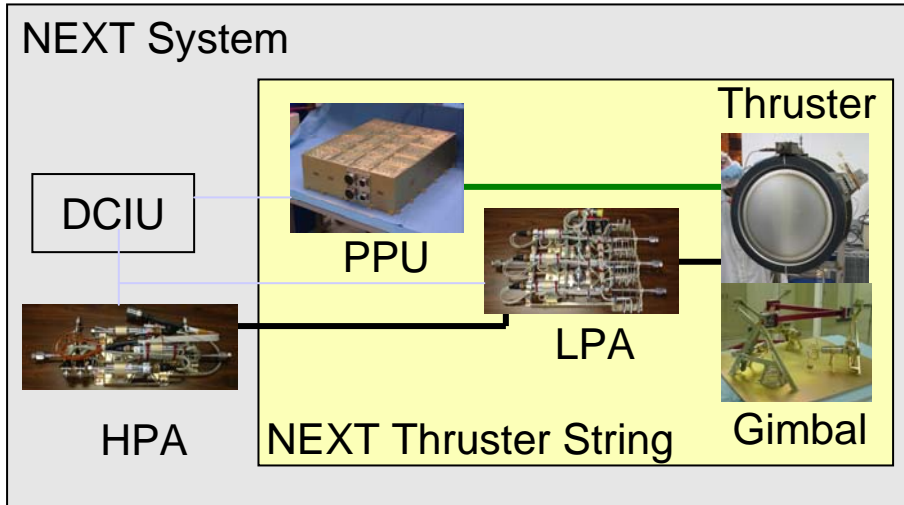 NEXT System
Thruster
DCIU
PPU
LPA
HPA
NEXT Thruster String
Gimbal